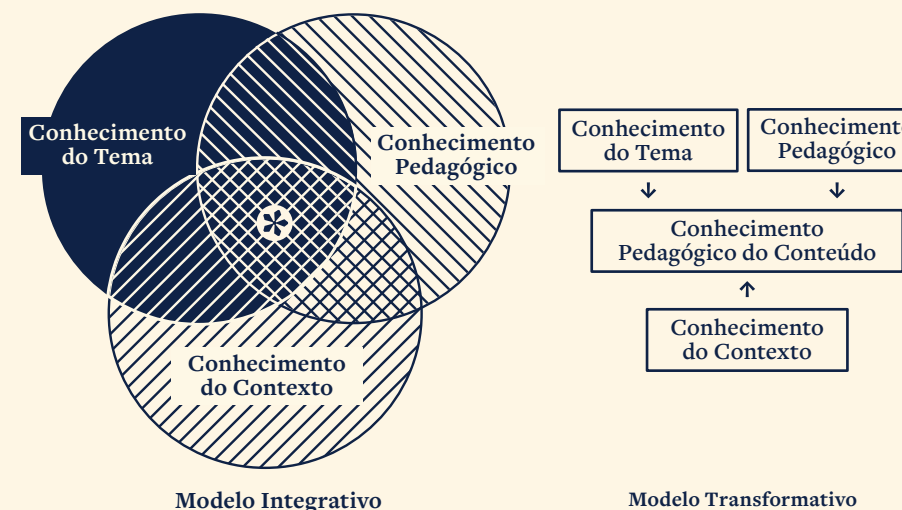 Conhecimento
do Tema
Conhecimento
Pedagógico
Conhecimento
do Contexto
Modelo Integrativo
Conhecimento
do Tema
Conhecimento
Pedagógico
Conhecimento
Pedagógico do Conteúdo
Conhecimento
do Contexto
Modelo Transformativo